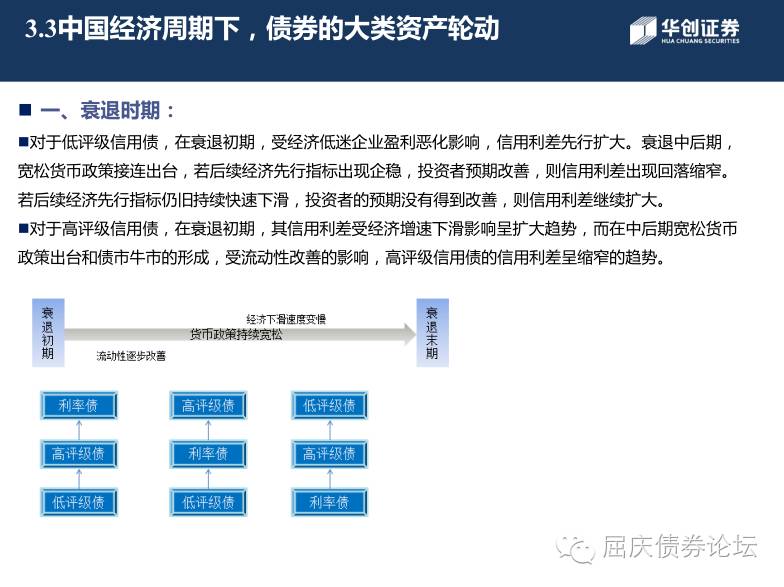 3.3中国经济周期下，债券的大类资产轮动
华创证券
HUA CHUANG SECURITIES
一、衰退时期：
对于低评级信用债，在衰退初期，受经济低迷企业盈利恶化影响，信用利差先行扩大。衰退中后期，
宽松货币政策接连出台，若后续经济先行指标出现企稳，投资者预期改善，则信用利差出现回落缩窄。
若后续经济先行指标仍旧持续快速下滑，投资者的预期没有得到改善，则信用利差继续扩大。
对于高评级信用债，在衰退初期，其信用利差受经济增速下滑影响呈扩大趋势，而在中后期宽松货币
政策出台和债市牛市的形成，受流动性改善的影响，高评级信用债的信用利差呈缩窄的趋势。
衰退初期
经济下滑速度变慢
货币政策持续宽松
流动性逐步改善
衰退末期
利率债 高评级债 低评级债
高评级债 利率债 高评级债
低评级债 低评级债 利率债
屈庆债券论坛